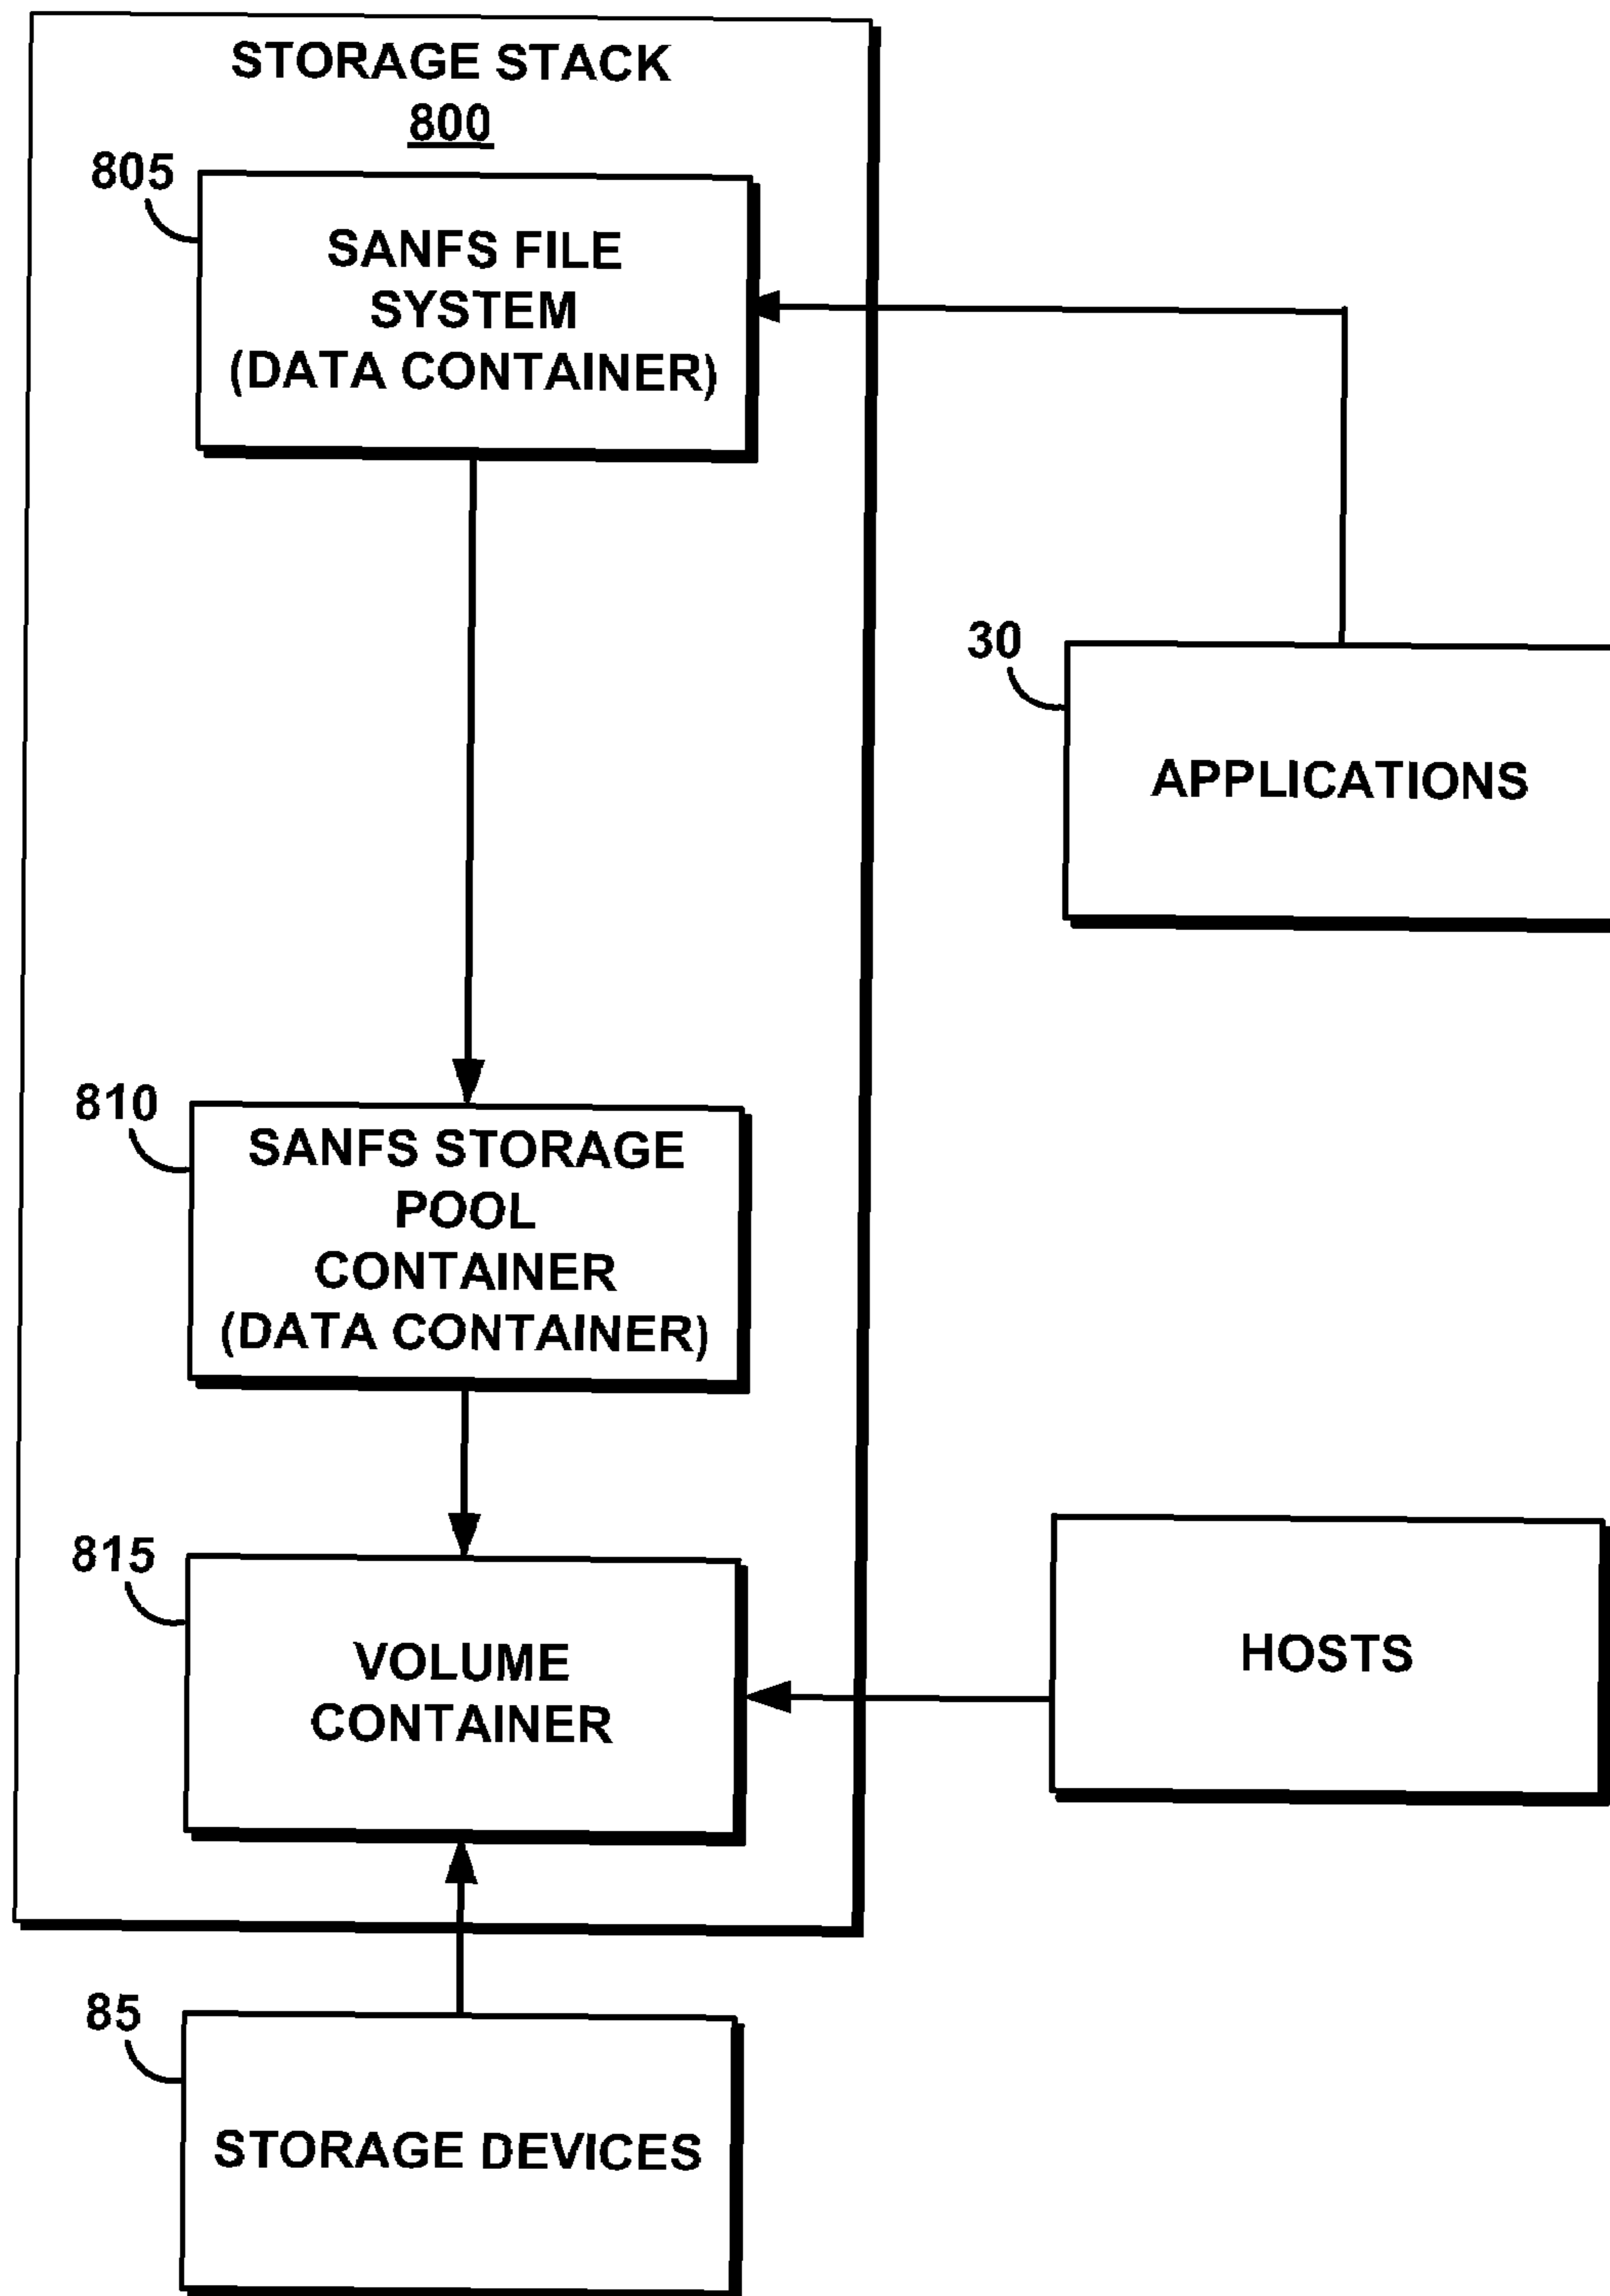 STORAGE STACK
800
805
SANFS FILE
SYSTEM
(DATA CONTAINER)
30
APPLICATIONS
810
SANFS STORAGE
POOL
CONTAINER
(DATA CONTAINER)
815
VOLUME
CONTAINER
HOSTS
85
STORAGE DEVICES